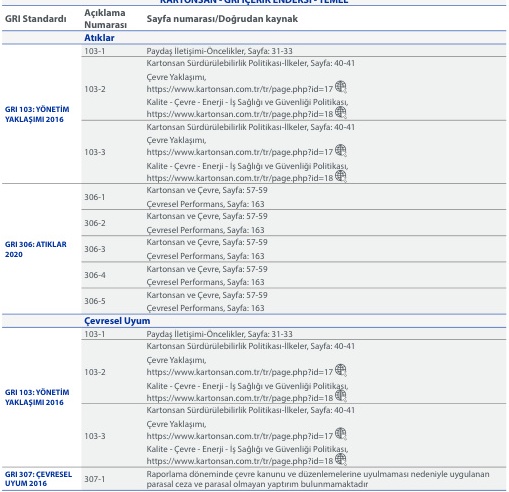 KARTONSAN - GRI İÇERİK ENDEKSİ - TEMEL
GRI Standardı
Açıklama
Numarası
Sayfa numarası/Doğrudan kaynak
Atıklar
GRI 103: YÖNETİM
YAKLAŞIMI 2016
103-1
Paydaş İletişimi-Öncelikler, Sayfa: 31-33
103-2
Kartonsan Sürdürülebilirlik Politikası-İlkeler, Sayfa: 40-41
Çevre Yaklaşımı,
https://www.kartonsan.com.tr/tr/page.php?id=17
Kalite - Çevre - Enerji - İş Sağlığı ve Güvenliği Politikası,
https://www.kartonsan.com.tr/tr/page.php?id=18
103-3
Kartonsan Sürdürülebilirlik Politikası-İlkeler, Sayfa: 40-41
Çevre Yaklaşımı,
https://www.kartonsan.com.tr/tr/page.php?id=17
Kalite - Çevre - Enerji - İş Sağlığı ve Güvenliği Politikası,
https://www.kartonsan.com.tr/tr/page.php?id=18
GRI 306: ATIKLAR
2020
306-1
Kartonsan ve Çevre, Sayfa: 57-59
Çevresel Performans, Sayfa: 163
306-2
Kartonsan ve Çevre, Sayfa: 57-59
Çevresel Performans, Sayfa: 163
306-3
Kartonsan ve Çevre, Sayfa: 57-59
Çevresel Performans, Sayfa: 163
306-4
Kartonsan ve Çevre, Sayfa: 57-59
Çevresel Performans, Sayfa: 163
306-5
Kartonsan ve Çevre, Sayfa: 57-59
Çevresel Performans, Sayfa: 163
Çevresel Uyum
GRI 103: YÖNETİM
YAKLAŞIMI 2016
103-1
Paydaş İletişimi-Öncelikler, Sayfa: 31-33
103-2
Kartonsan Sürdürülebilirlik Politikası-İlkeler, Sayfa: 40-41
Çevre Yaklaşımı,
https://www.kartonsan.com.tr/tr/page.php?id=17
Kalite - Çevre - Enerji - İş Sağlığı ve Güvenliği Politikası,
https://www.kartonsan.com.tr/tr/page.php?id=18
103-3
Kartonsan Sürdürülebilirlik Politikası-İlkeler, Sayfa: 40-41
Çevre Yaklaşımı,
https://www.kartonsan.com.tr/tr/page.php?id=17
Kalite - Çevre - Enerji - İş Sağlığı ve Güvenliği Politikası,
https://www.kartonsan.com.tr/tr/page.php?id=18
GRI 307: ÇEVRESEL
UYUM 2016
307-1
Raporlama döneminde çevre kanunu ve düzenlemelerine uyulmaması nedeniyle uygulanan
parasal ceza ve parasal olmayan yaptırım bulunmamaktadır